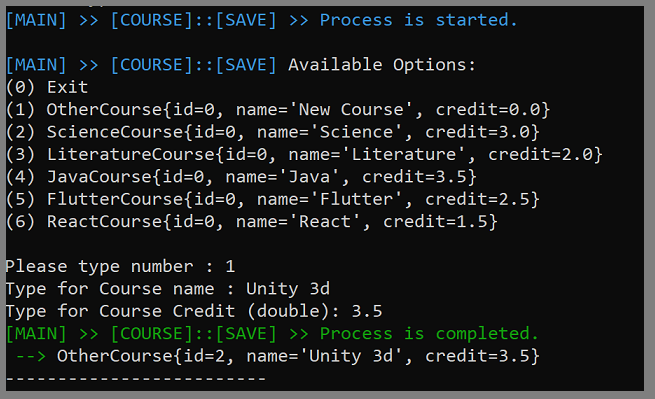 [MAIN] >> [COURSE]::[SAVE] >> Process is started.
[MAIN] >> [COURSE]::[SAVE] Available Options:
(0) Exit
(1) OtherCourse{id=0, name='New Course', credit=0.0}
(2) ScienceCourse{id=0, name='Science', credit=3.0}
(3) LiteratureCourse{id=0, name='Literature', credit=2.0}
(4) JavaCourse{id=0, name='Java', credit=3.5}
(5) FlutterCourse{id=0, name='Flutter', credit=2.5}
(6) ReactCourse{id=0, name='React', credit=1.5}
Please type number : 1
Type for Course name : Unity 3d
Type for Course Credit (double): 3.5
[MAIN] >> [COURSE]::[SAVE] >> Process is completed.
--> OtherCourse{id=2, name='Unity 3d', credit=3.5}
-------------------------